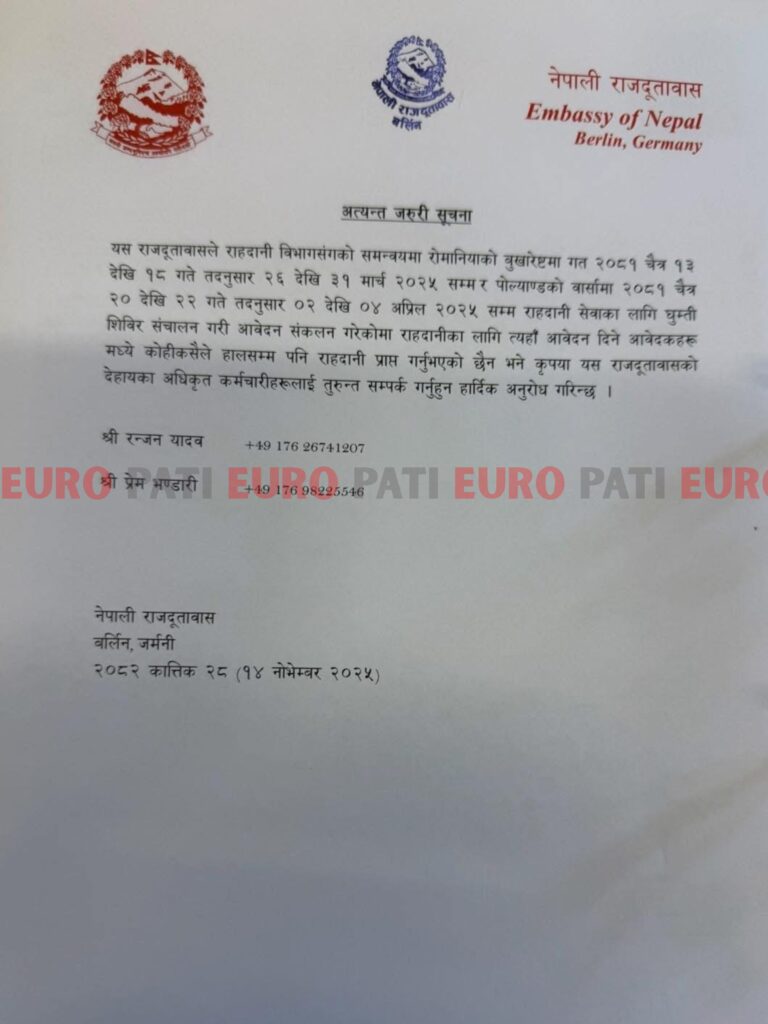 नेपाली राजदूतावास
बर्लिन
नेपाली राजदूतावास
Embassy of Nepal
Berlin, Germany
अत्यन्त जरुरी सूचना
यस राजदूतावासले राहदानी विभागसंगको समन्वयमा रोमानियाको बुखारेष्टमा गत २०८१ चैत्र १३
देखि १८ गते तदनुसार २६ देखि ३१ मार्च २०२५ सम्म र पोल्याण्डको वार्सामा २०८१ चैत्र
२० देखि २२ गते तदनुसार ०२ देखि ०४ अप्रिल २०२५ सम्म राहदानी सेवाका लागि घुम्ती
शिविर संचालन गरी आवेदन संकलन गरेकोमा राहदानीका लागि त्यहाँ आवेदन दिने आवेदकहरू
मध्ये कोहीकसैले हालसम्म पनि राहदानी प्राप्त गर्नुभएको छैन भने कृपया यस राजदूतावासको
देहायका अधिकृत कर्मचारीहरूलाई तुरुन्त सम्पर्क गर्नुहुन हार्दिक अनुरोध गरिन्छ ।
श्री रन्जन यादव +49 176 26741207
EURO PATI EURO PATI EURO PATI EURO
श्री प्रेम भण्डारी +49 176 98225546
नेपाली राजदूतावास
बर्लिन, जर्मनी
२०८२ कात्तिक २८ (१४ नोभेम्बर २०२५)